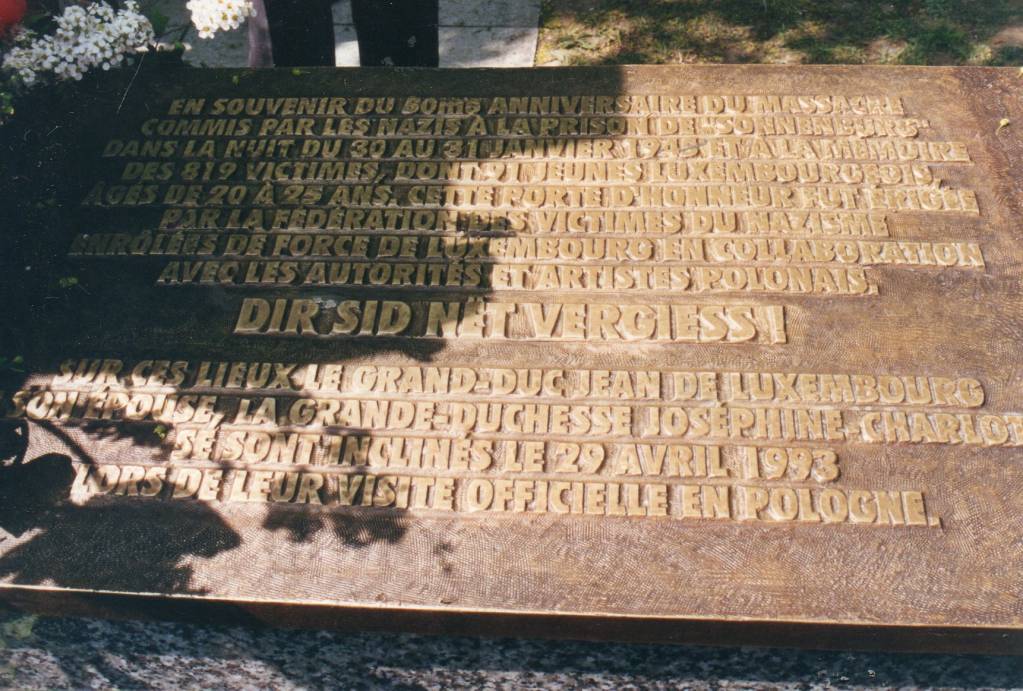 EN SOUVENIR DU 50ème ANNIVERSAIRE DU MASSACRE
COMMIS PAR LES NAZIS À LA PRISON DE "SONNENBURG"
DANS LA NUIT DU 30 AU 31 JANVIER 1945 ET À LA MÉMOIRE
DES 819 VICTIMES, DONT 91 JEUNES LUXEMBOURGEOIS,
ÂGÉS DE 20 À 25 ANS. CETTE PORTE D'HONNEUR FUT ÉRIGÉE
PAR LA FÉDÉRATION DES VICTIMES DU NAZISME
ENRÔLÉES DE FORCE DE LUXEMBOURG EN COLLABORATION
AVEC LES AUTORITÉS ET ARTISTES POLONAIS.
DIR SID NËT VERGIESS!
SUR CES LIEUX LE GRAND-DUC JEAN DE LUXEMBOURG
SON ÉPOUSE, LA GRANDE-DUCHESSE JOSÉPHINE-CHARLOT
SE SONT INCLINÉS LE 29 AVRIL 1993
LORS DE LEUR VISITE OFFICIELLE EN POLOGNE.